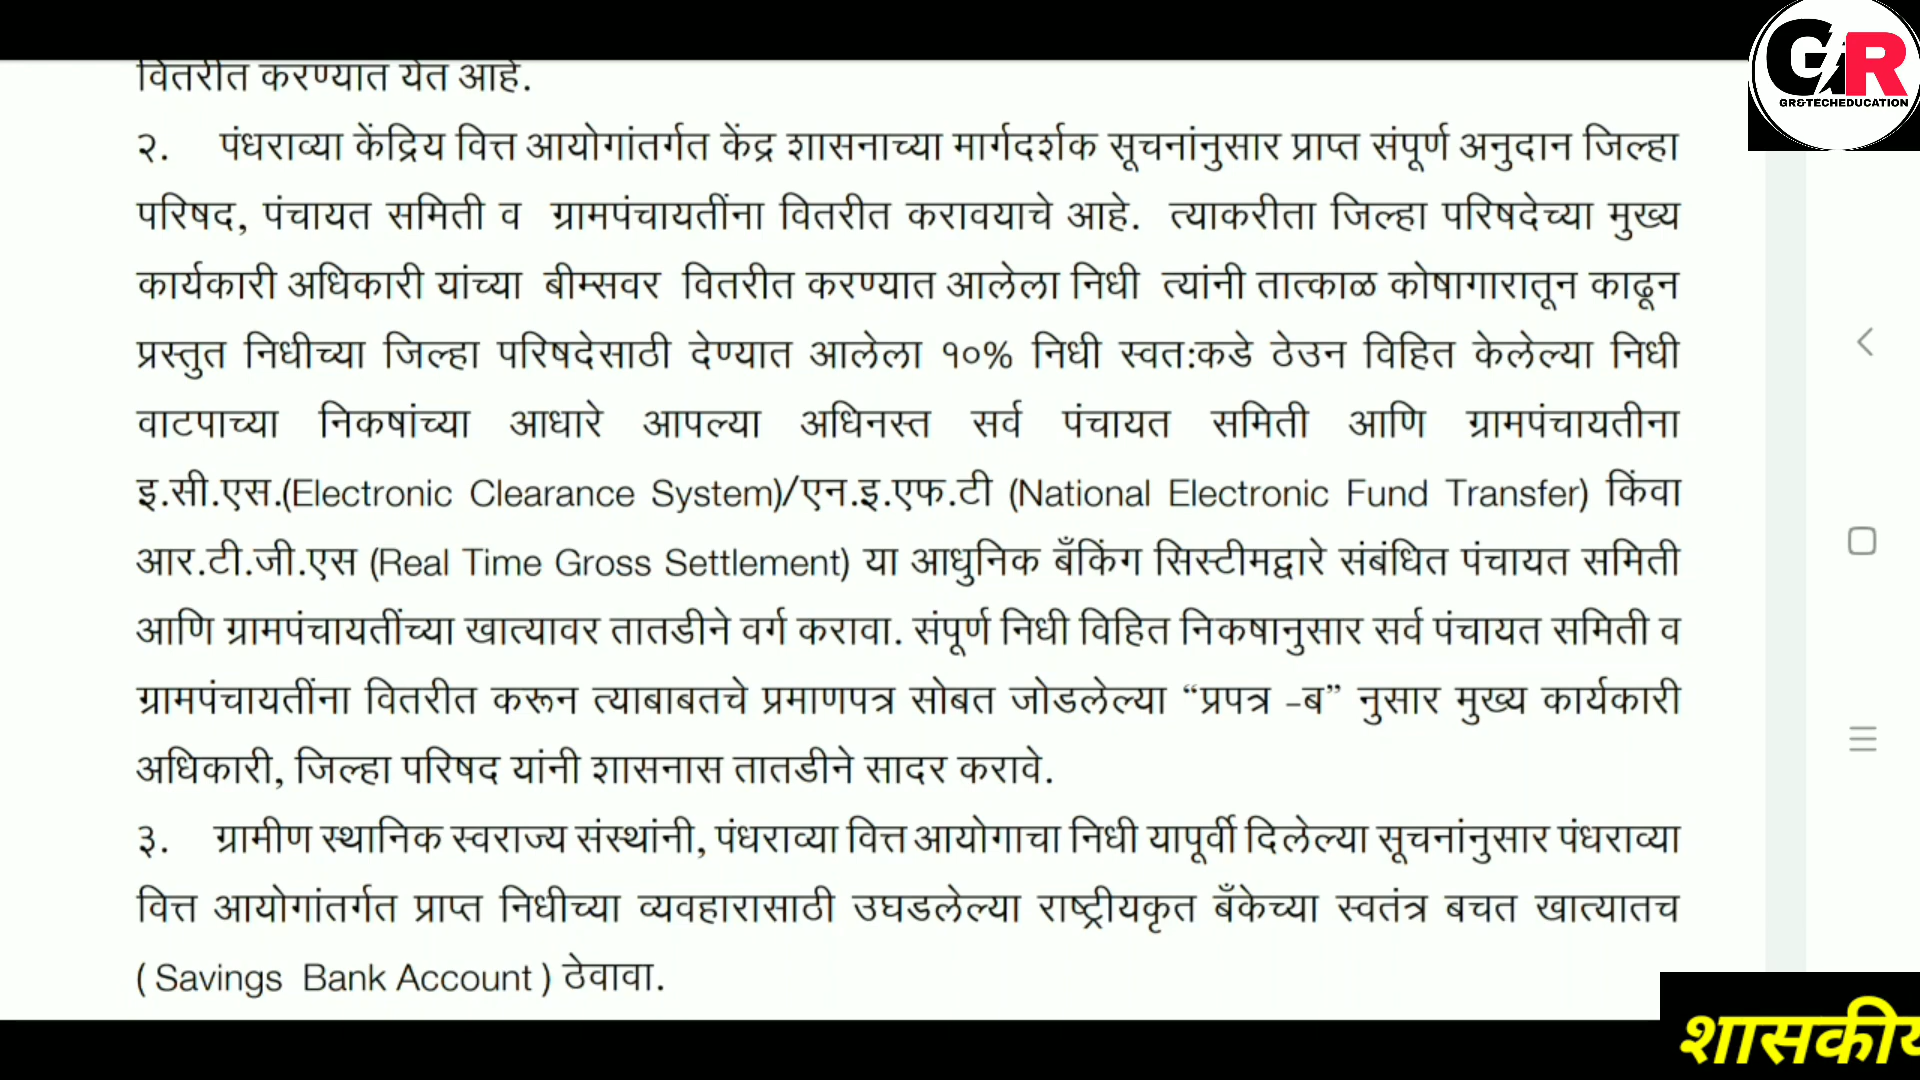 वितरीत करण्यात येत आहे.
GR
GR&TECHEDUCATION
२. पंधराव्या केंद्रिय वित्त आयोगांतर्गत केंद्र शासनाच्या मार्गदर्शक सूचनांनुसार प्राप्त संपूर्ण अनुदान जिल्हा
परिषद, पंचायत समिती व ग्रामपंचायतींना वितरीत करावयाचे आहे. त्याकरीता जिल्हा परिषदेच्या मुख्य
कार्यकारी अधिकारी यांच्या बीम्सवर वितरीत करण्यात आलेला निधी त्यांनी तात्काळ कोषागारातून काढून
प्रस्तुत निधीच्या जिल्हा परिषदेसाठी देण्यात आलेला १०% निधी स्वत:कडे ठेउन विहित केलेल्या निधी
वाटपाच्या निकषांच्या आधारे आपल्या अधिनस्त सर्व पंचायत समिती आणि ग्रामपंचायतीना
इ.सी.एस.(Electronic Clearance System)/एन.इ.एफ.टी (National Electronic Fund Transfer) किंवा
आर.टी.जी.एस (Real Time Gross Settlement) या आधुनिक बँकिंग सिस्टीमद्वारे संबंधित पंचायत समिती
आणि ग्रामपंचायतींच्या खात्यावर तातडीने वर्ग करावा. संपूर्ण निधी विहित निकषानुसार सर्व पंचायत समिती व
ग्रामपंचायतींना वितरीत करून त्याबाबतचे प्रमाणपत्र सोबत जोडलेल्या “प्रपत्र -ब” नुसार मुख्य कार्यकारी
अधिकारी, जिल्हा परिषद यांनी शासनास तातडीने सादर करावे.
३. ग्रामीण स्थानिक स्वराज्य संस्थांनी, पंधराव्या वित्त आयोगाचा निधी यापूर्वी दिलेल्या सूचनांनुसार पंधराव्या
वित्त आयोगांतर्गत प्राप्त निधीच्या व्यवहारासाठी उघडलेल्या राष्ट्रीयकृत बँकेच्या स्वतंत्र बचत खात्यातच
( Savings Bank Account ) ठेवावा.
शासकीय